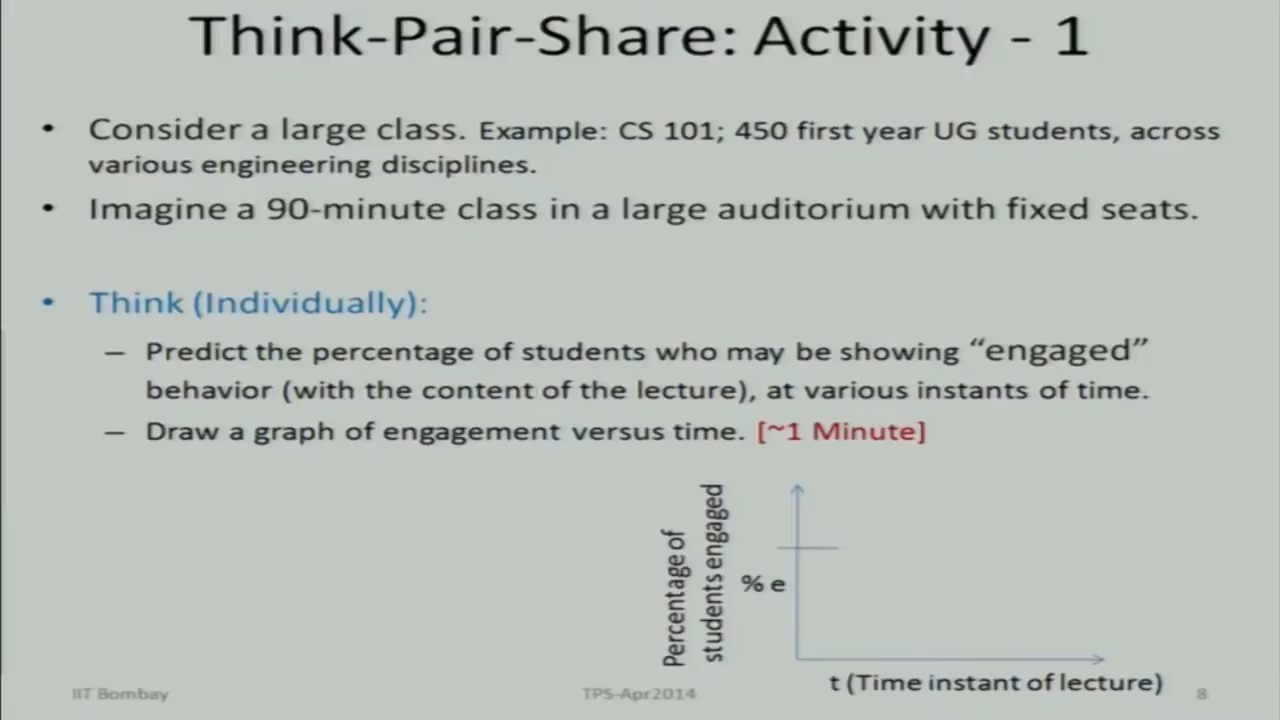 Think-Pair-Share: Activity - 1
• Consider a large class. Example: CS 101; 450 first year UG students, across
various engineering disciplines.
• Imagine a 90-minute class in a large auditorium with fixed seats.
• Think (Individually):
– Predict the percentage of students who may be showing “engaged”
behavior (with the content of the lecture), at various instants of time.
– Draw a graph of engagement versus time. [~1 Minute]
Percentage of
students engaged
% e
t (Time instant of lecture)
IIT Bombay
TPS-Apr2014
8